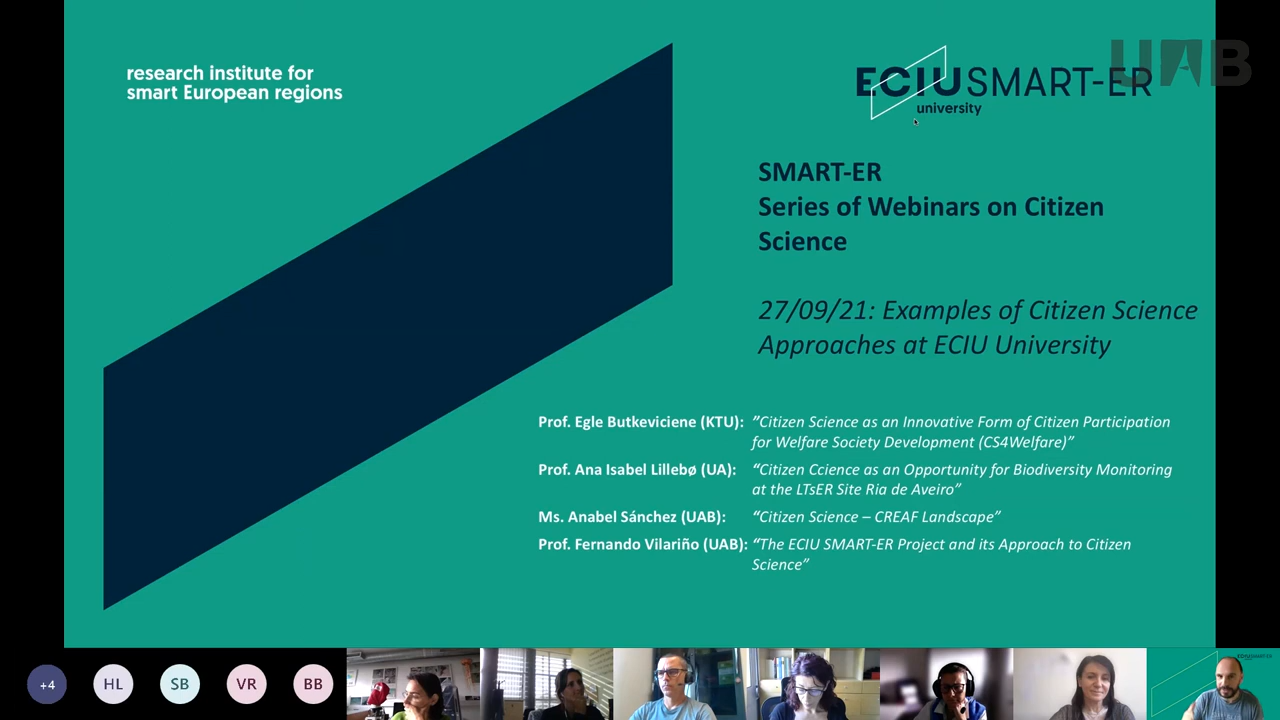 research institute for
smart European regions
UAB
ECIU SMART-ER
university
SMART-ER
Series of Webinars on Citizen
Science
27/09/21: Examples of Citizen Science
Approaches at ECIU University
Prof. Egle Butkeviciene (KTU): "Citizen Science as an Innovative Form of Citizen Participation
for Welfare Society Development (CS4Welfare)"
Prof. Ana Isabel Lillebø (UA): "Citizen Ccience as an Opportunity for Biodiversity Monitoring
at the LTsER Site Ria de Aveiro"
Ms. Anabel Sánchez (UAB): "Citizen Science – CREAF Landscape"
Prof. Fernando Vilariño (UAB): "The ECIU SMART-ER Project and its Approach to Citizen
Science"
+4 HL SB VR BB